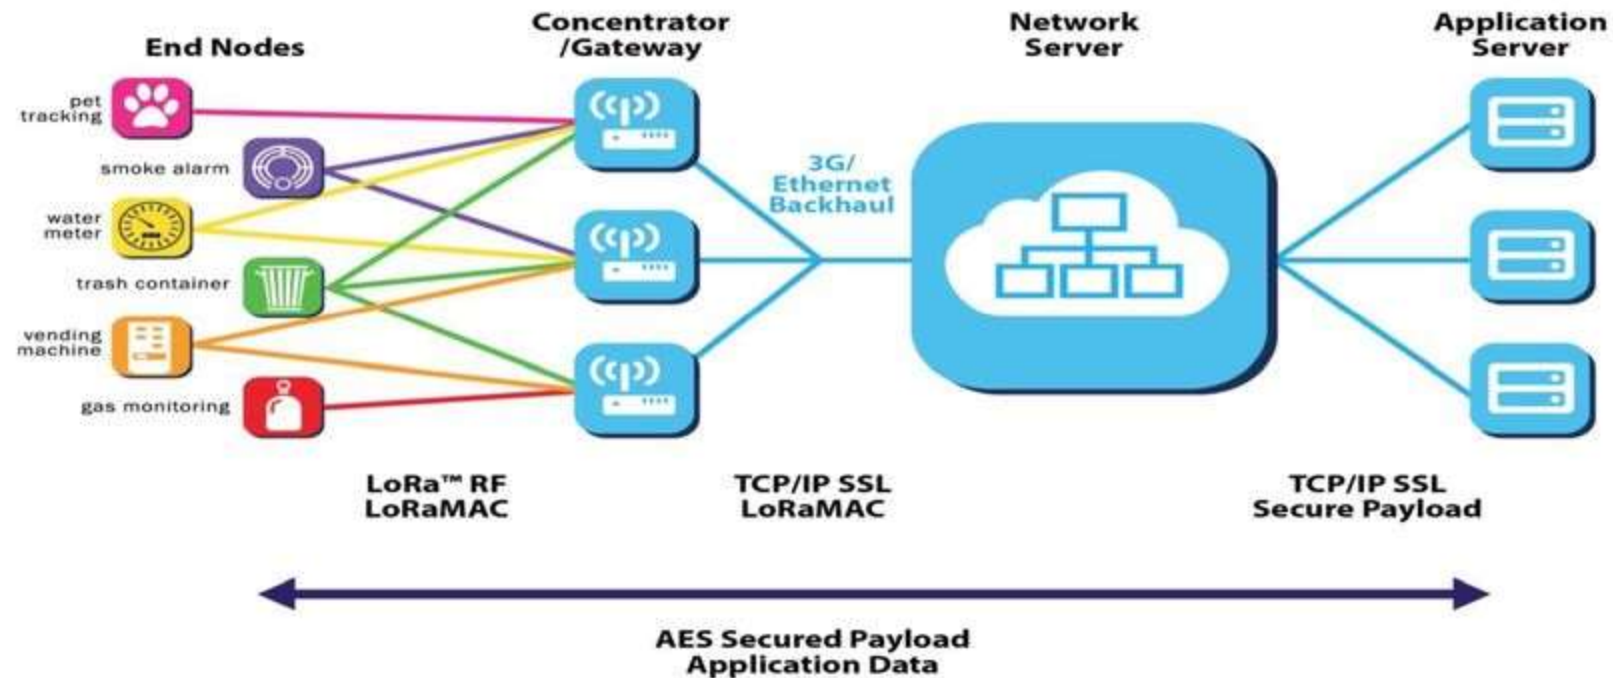 End Nodes
Concentrator
/Gateway
Network
Server
Application
Server
pet
tracking
smoke alarm
water
meter
trash container
vending
machine
gas monitoring
3G/
Ethernet
Backhaul
LoRa™ RF
LoRaMAC
TCP/IP SSL
LoRaMAC
TCP/IP SSL
Secure Payload
AES Secured Payload
Application Data